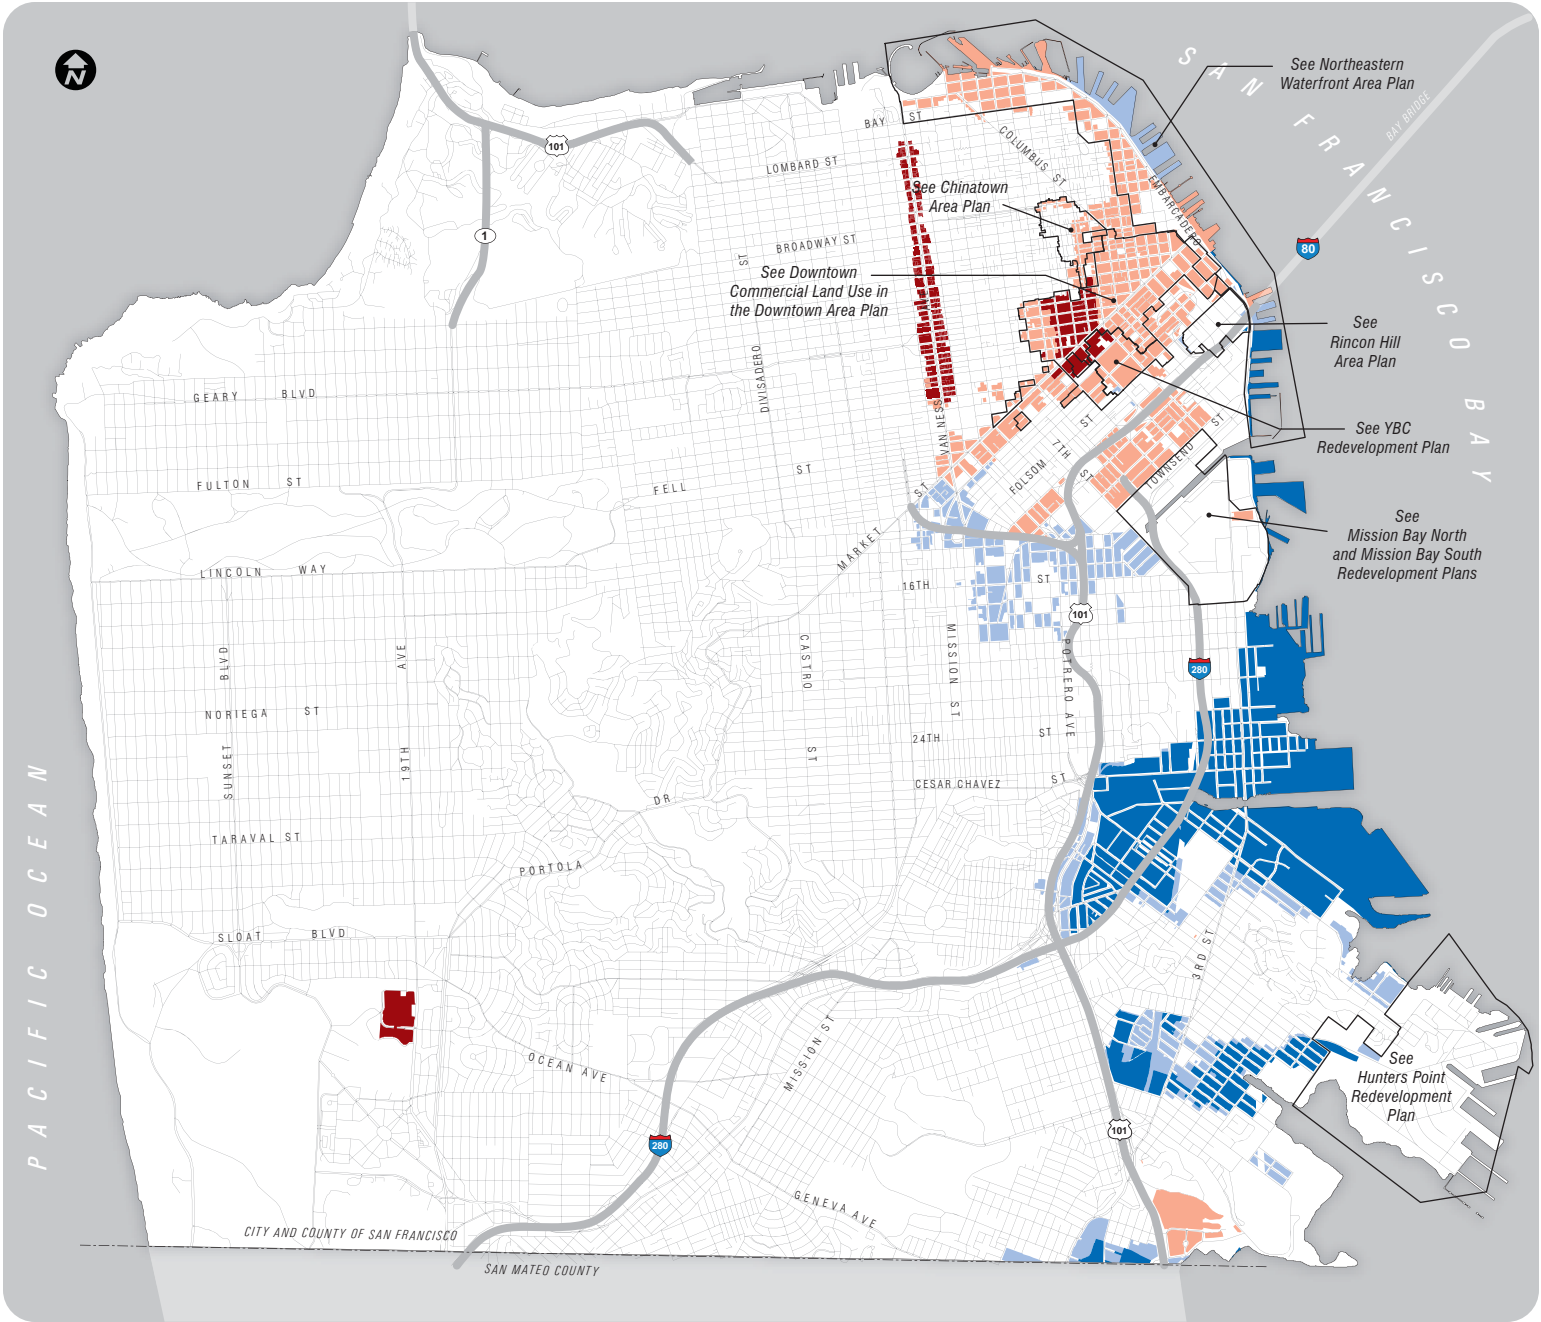 N
SAN FRANCISCO BAY
BAY BRIDGE
See Northeastern
Waterfront Area Plan
101
BAY ST
COLUMBUS ST
LOMBARD ST
See Chinatown
Area Plan
EMBARCADERO
1
BROADWAY ST
ST
80
See Downtown
Commercial Land Use in
the Downtown Area Plan
See
Rincon Hill
Area Plan
DIVISADERO
GEARY BLVD
VAN NESS
See YBC
Redevelopment Plan
ST
ST
7TH
ST
FOLSOM
TOWNSEND
FULTON ST
FELL
ST
ST
MARKET
See
Mission Bay North
and Mission Bay South
Redevelopment Plans
LINCOLN WAY
16TH
ST
101
BLVD
AVE
CASTRO
MISSION ST
POTRERO AVE
280
NORIEGA ST
SUNSET
19TH
ST
24TH
ST
CESAR CHAVEZ
ST
DR
TARAVAL ST
PORTOLA
PACIFIC OCEAN
SLOAT BLVD
3RD ST
OCEAN AVE
MISSION ST
See
Hunters Point
Redevelopment
Plan
280
101
GENEVA AVE
CITY AND COUNTY OF SAN FRANCISCO
SAN MATEO COUNTY